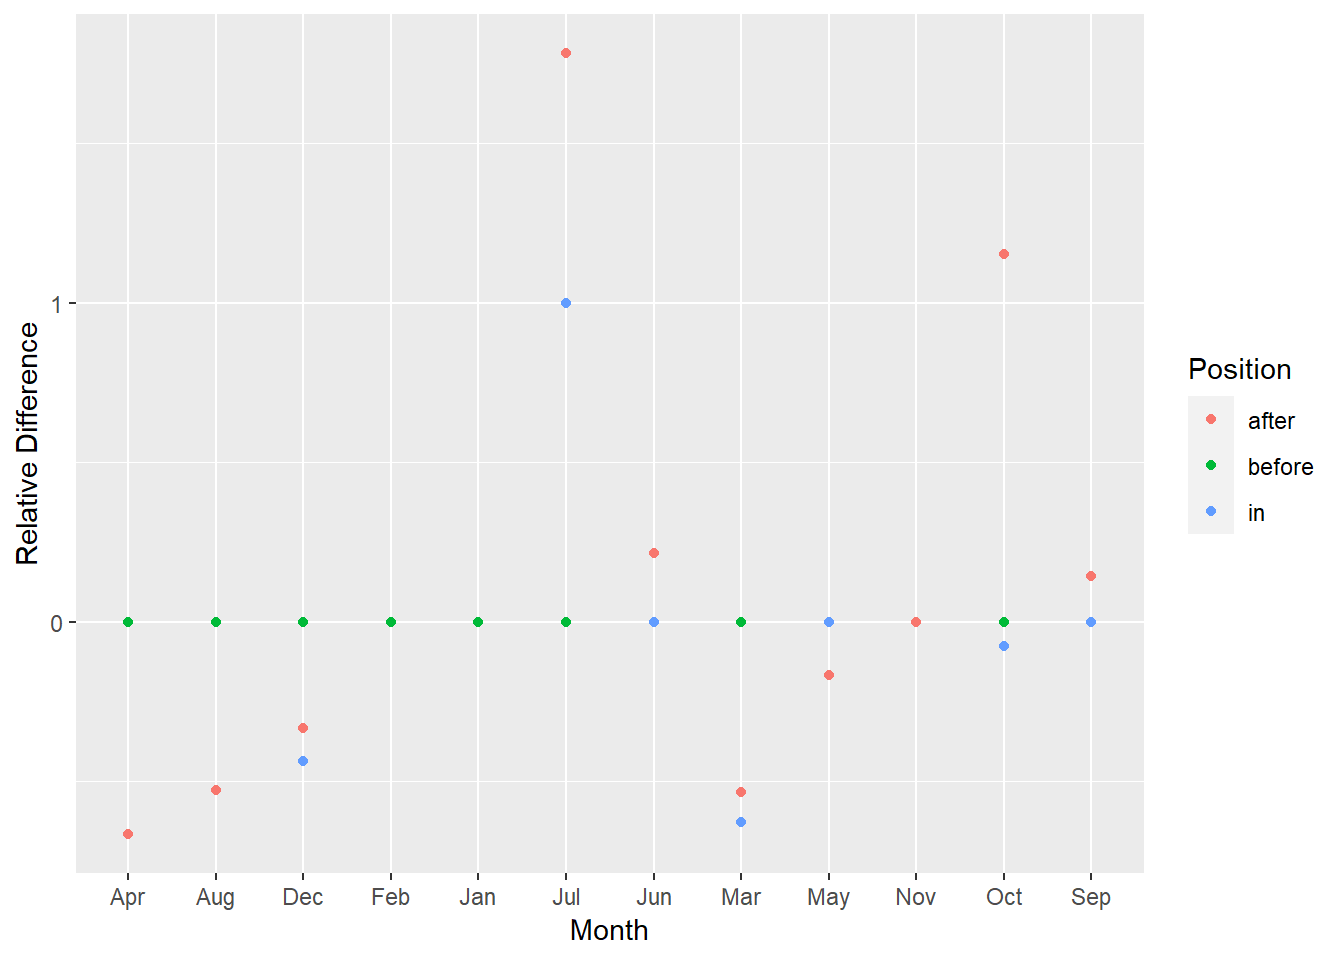 Relative Difference
1
0
Apr Aug Dec Feb Jan Jul Jun Mar May Nov Oct Sep
Month
Position
after
before
in